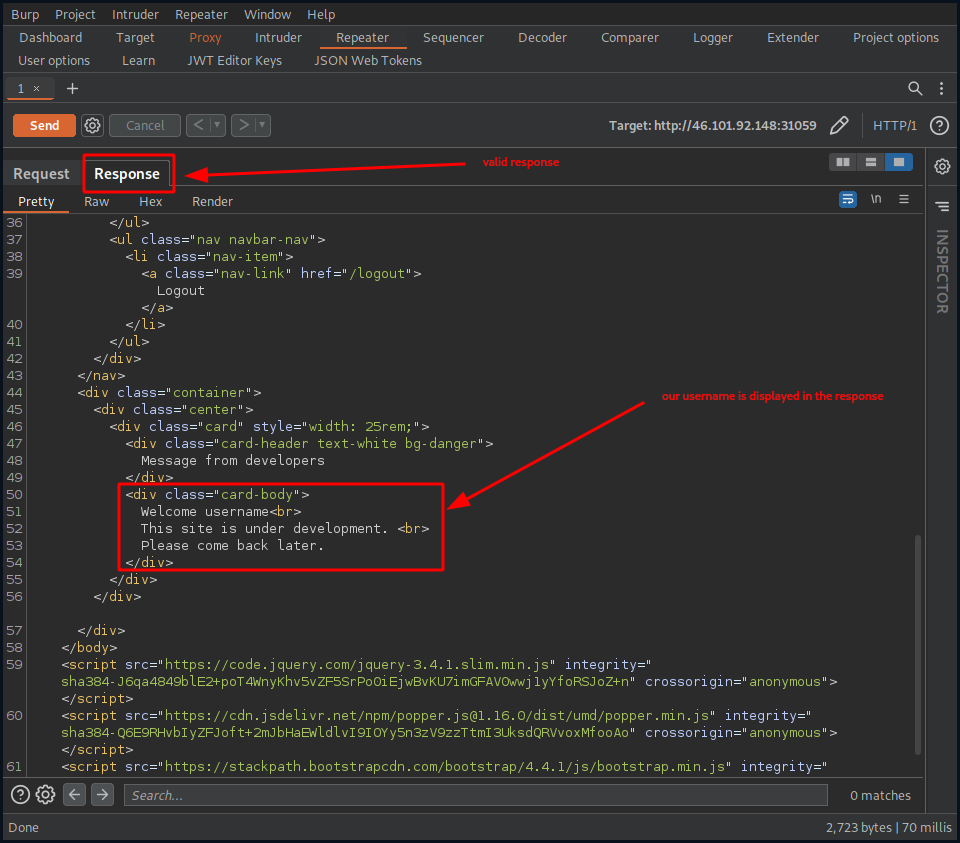 Burp Project Intruder Repeater Window Help
Dashboard Target Proxy Intruder Repeater Sequencer Decoder Comparer Logger Extender Project options
User options Learn JWT Editor Keys JSON Web Tokens
1 × +
Send Cancel < ▼ > ▼ Target: http://46.101.92.148:31059 HTTP/1 ?
valid response
Request Response
Pretty Raw Hex Render \n ≡
INSPECTOR
36 </ul>
37 <ul class="nav navbar-nav">
38 <li class="nav-item">
39 <a class="nav-link" href="/logout">
Logout
</a>
40 </li>
41 </ul>
42 </div>
43 </nav>
44 <div class="container">
our username is displayed in the response
45 <div class="center">
46 <div class="card" style="width: 25rem;">
47 <div class="card-header text-white bg-danger">
48 Message from developers
49 </div>
50 <div class="card-body">
51 Welcome username<br>
52 This site is under development. <br>
53 Please come back later.
54 </div>
55 </div>
56 </div>
57 </div>
58 </body>
59 <script src="https://code.jquery.com/jquery-3.4.1.slim.min.js" integrity="
sha384-J6qa4849blE2+poT4WnyKhv5vZF5SrPo0iEjwBvKU7imGFAV0wwj1yYfoRSJoZ+n" crossorigin="anonymous">
</script>
60 <script src="https://cdn.jsdelivr.net/npm/popper.js@1.16.0/dist/umd/popper.min.js" integrity="
sha384-Q6E9RHvbIyZFJoft+2mJbHaEWldlvI9IOYy5n3zV9zzTtmI3UksdQRVvoxMfooAo" crossorigin="anonymous">
</script>
61 <script src="https://stackpath.bootstrapcdn.com/bootstrap/4.4.1/js/bootstrap.min.js" integrity="
? Search... 0 matches
Done 2,723 bytes | 70 millis